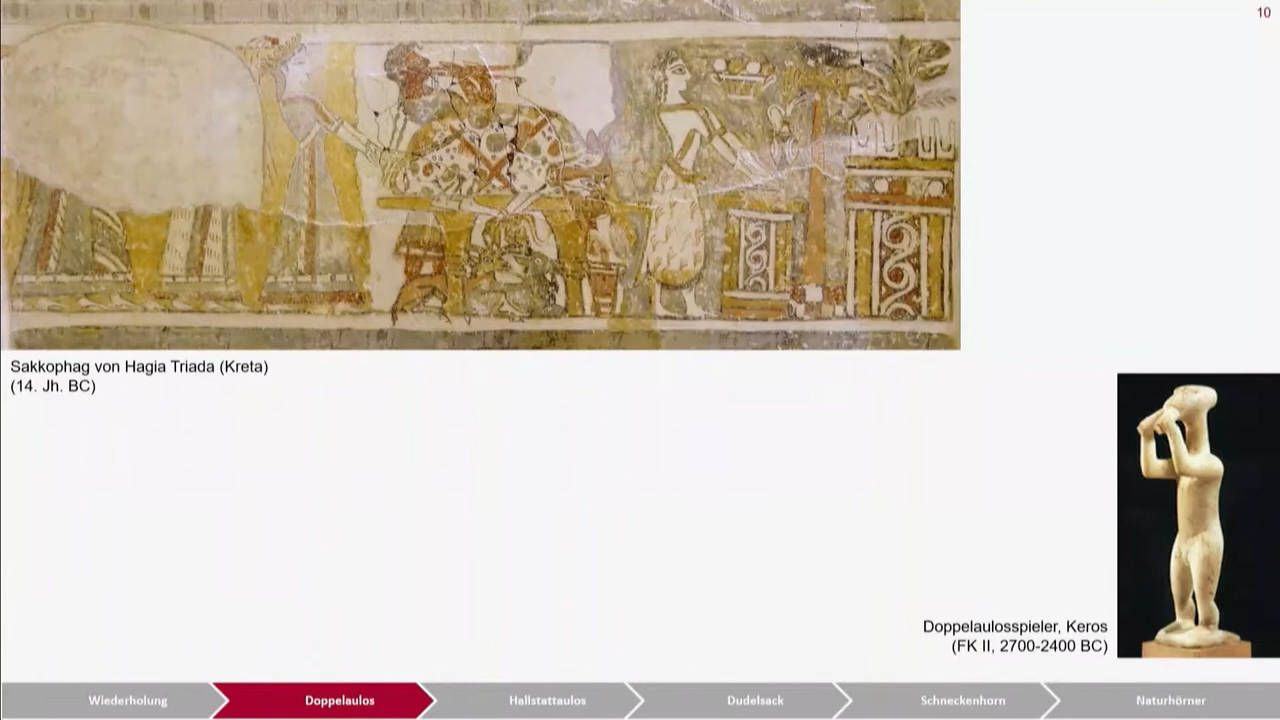 10
Sakkophag von Hagia Triada (Kreta)
(14. Jh. BC)
Doppelaulosspieler, Keros
(FK II, 2700-2400 BC)
Wiederholung
Doppelaulos
Hallstattaulos
Dudelsack
Schneckenhorn
Naturhörner